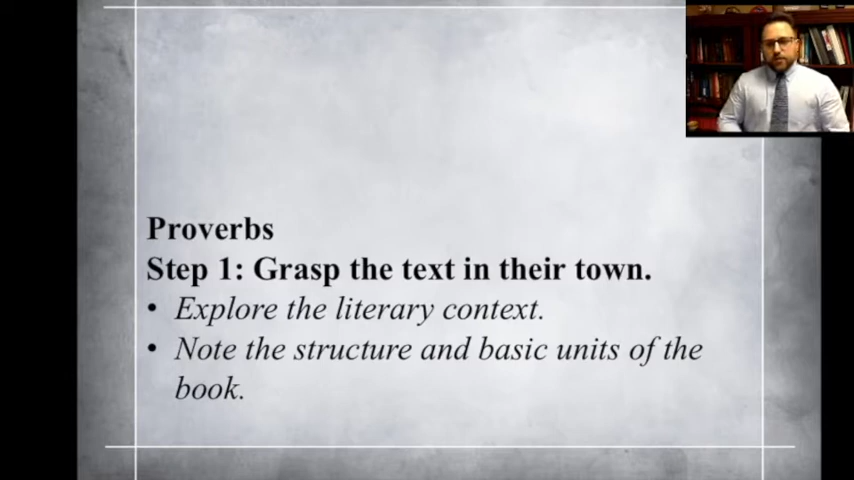 Proverbs
Step 1: Grasp the text in their town.
• Explore the literary context.
• Note the structure and basic units of the
book.